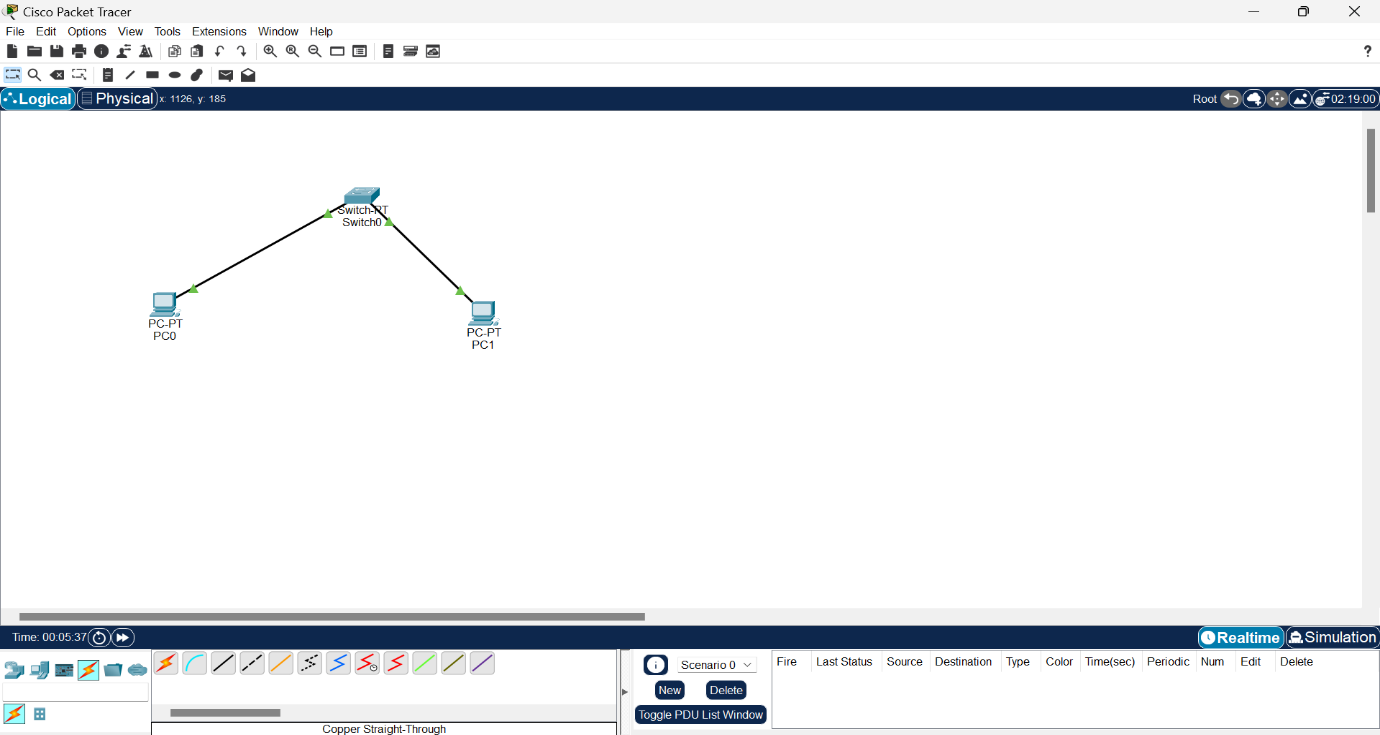 Cisco Packet Tracer
File Edit Options View Tools Extensions Window Help
?
Logical Physical x: 1126, y: 185 Root 02:19:00
Switch-PT
Switch0
PC-PT
PC0
PC-PT
PC1
Time: 00:05:37 Realtime Simulation
Scenario 0 Fire Last Status Source Destination Type Color Time(sec) Periodic Num Edit Delete
New Delete
Toggle PDU List Window
Copper Straight-Through